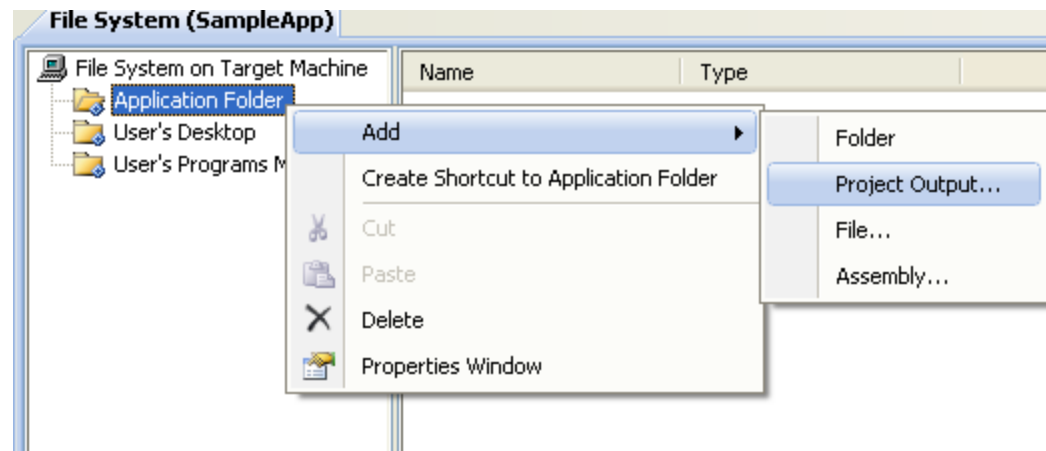 File System (SampleApp)
File System on Target Machine
Name
Type
Application Folder
User's Desktop
User's Programs M
Add
Create Shortcut to Application Folder
Cut
Paste
Delete
Properties Window
Folder
Project Output...
File...
Assembly...